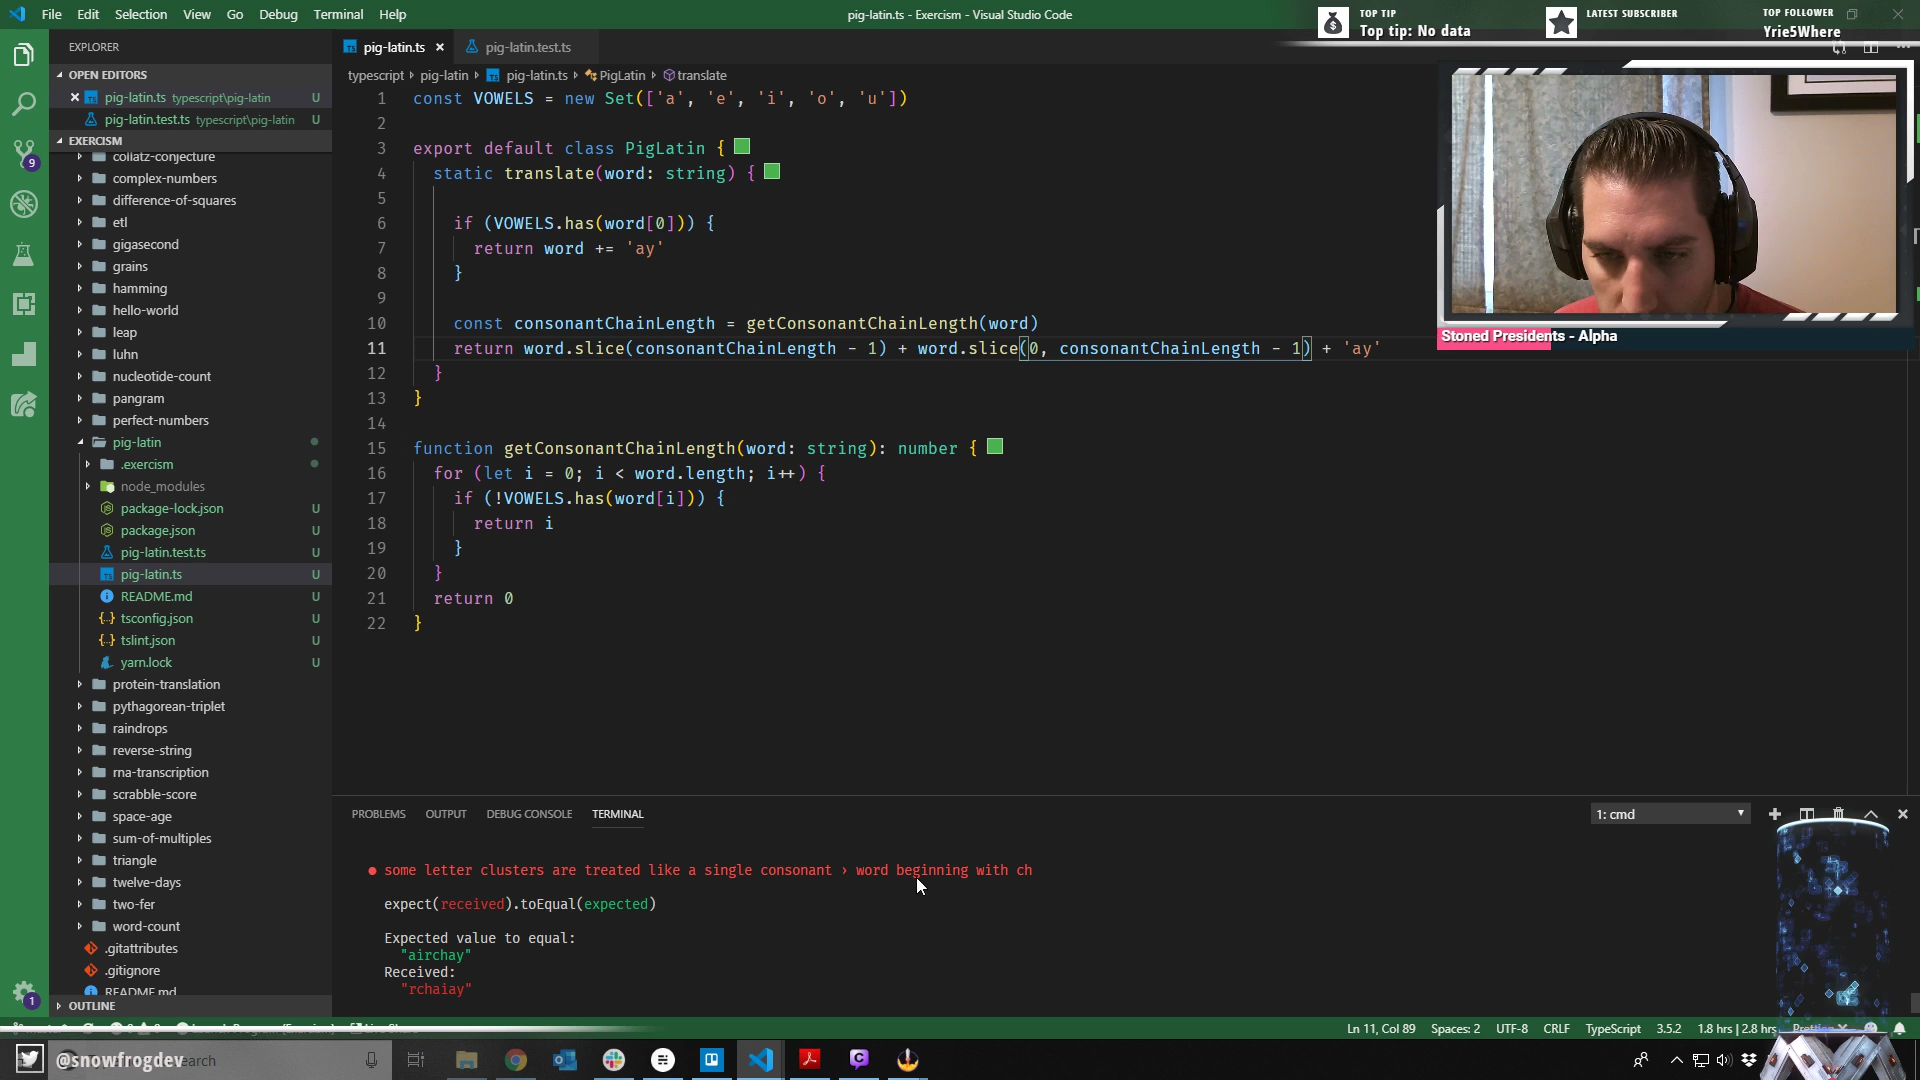 File Edit Selection View Go Debug Terminal Help
pig-latin.ts - Exercism - Visual Studio Code
TOP TIP
Top tip: No data
LATEST SUBSCRIBER
TOP FOLLOWER
Yrie5Where
EXPLORER
OPEN EDITORS
pig-latin.ts typescript\pig-latin U
pig-latin.test.ts typescript\pig-latin U
EXERCISM
collatz-conjecture
complex-numbers
difference-of-squares
etl
gigasecond
grains
hamming
hello-world
leap
luhn
nucleotide-count
pangram
perfect-numbers
pig-latin
.exercism
node_modules
package-lock.json U
package.json U
pig-latin.test.ts U
pig-latin.ts U
README.md U
tsconfig.json U
tslint.json U
yarn.lock U
protein-translation
pythagorean-triplet
raindrops
reverse-string
rna-transcription
scrabble-score
space-age
sum-of-multiples
triangle
twelve-days
two-fer
word-count
.gitattributes
.gitignore
README.md
OUTLINE
9
1
pig-latin.ts pig-latin.test.ts
typescript pig-latin pig-latin.ts PigLatin translate
1 const VOWELS = new Set(['a', 'e', 'i', 'o', 'u'])
2
3 export default class PigLatin {
4 static translate(word: string) {
5
6 if (VOWELS.has(word[0])) {
7 return word += 'ay'
8 }
9
10 const consonantChainLength = getConsonantChainLength(word)
11 return word.slice(consonantChainLength - 1) + word.slice(0, consonantChainLength - 1) + 'ay'
12 }
13 }
14
15 function getConsonantChainLength(word: string): number {
16 for (let i = 0; i < word.length; i++) {
17 if (!VOWELS.has(word[i])) {
18 return i
19 }
20 }
21 return 0
22 }
Stoned Presidents - Alpha
PROBLEMS OUTPUT DEBUG CONSOLE TERMINAL
1: cmd
● some letter clusters are treated like a single consonant › word beginning with ch
expect(received).toEqual(expected)
Expected value to equal:
"airchay"
Received:
"rchaiay"
Ln 11, Col 89 Spaces: 2 UTF-8 CRLF TypeScript 3.5.2 1.8 hrs | 2.8 hrs
@snowfrogdev